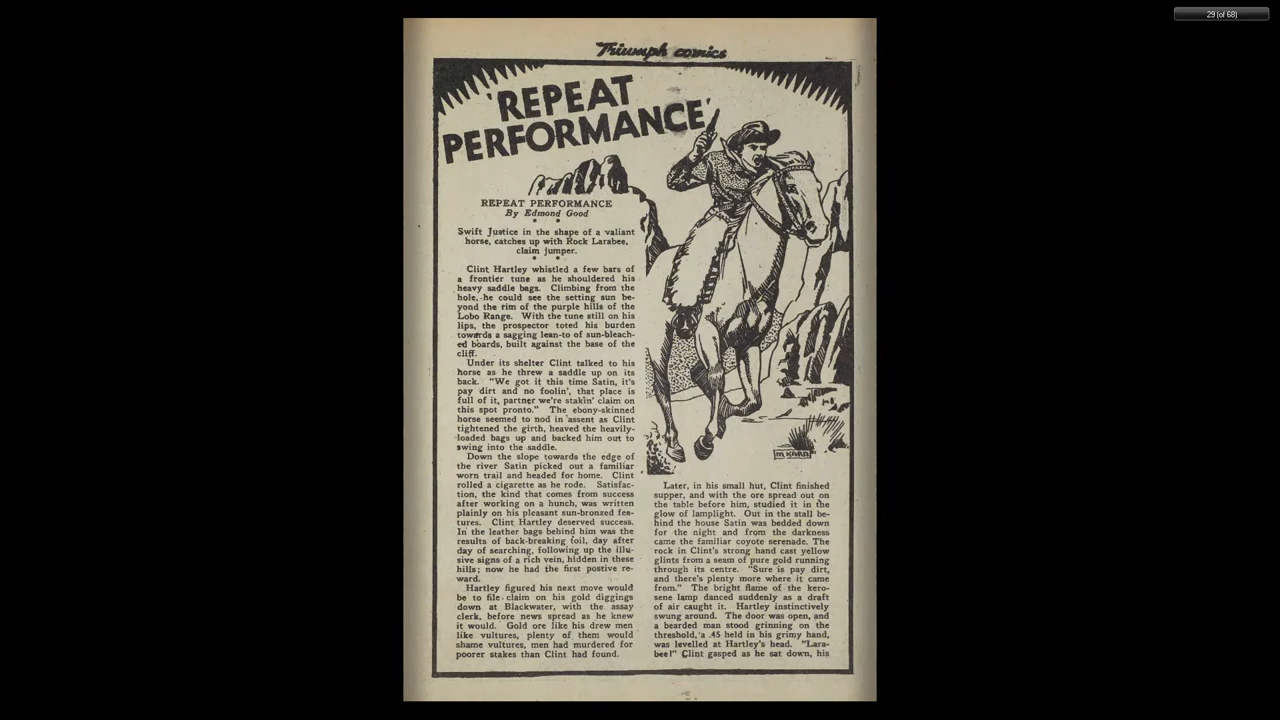 29 (of 68)
Triumph comics
'REPEAT
PERFORMANCE'
REPEAT PERFORMANCE
By Edmond Good
Swift Justice in the shape of a valiant
horse, catches up with Rock Larabee,
claim jumper.
Clint Hartley whistled a few bars of
a frontier tune as he shouldered his
heavy saddle bags. Climbing from the
hole, he could see the setting sun be-
yond the rim of the purple hills of the
Lobo Range. With the tune still on his
lips, the prospector toted his burden
towards a sagging lean-to of sun-bleach-
ed boards, built against the base of the
cliff.
Under its shelter Clint talked to his
horse as he threw a saddle up on its
back. "We got it this time Satin, it's
pay dirt and no foolin', that place is
full of it, partner we're stakin' claim on
this spot pronto." The ebony-skinned
horse seemed to nod in assent as Clint
tightened the girth, heaved the heavily-
loaded bags up and backed him out to
swing into the saddle.
Down the slope towards the edge of
the river Satin picked out a familiar
worn trail and headed for home. Clint
rolled a cigarette as he rode. Satisfac-
tion, the kind that comes from success
after working on a hunch, was written
plainly on his pleasant sun-bronzed fea-
tures. Clint Hartley deserved success.
In the leather bags behind him was the
results of back-breaking foil, day after
day of searching, following up the illu-
sive signs of a rich vein, hidden in these
hills; now he had the first postive re-
ward.
Hartley figured his next move would
be to file claim on his gold diggings
down at Blackwater, with the assay
clerk, before news spread as he knew
it would. Gold ore like his drew men
like vultures, plenty of them would
shame vultures, men had murdered for
poorer stakes than Clint had found.
M. KARN
Later, in his small hut, Clint finished
supper, and with the ore spread out on
the table before him, studied it in the
glow of lamplight. Out in the stall be-
hind the house Satin was bedded down
for the night and from the darkness
came the familiar coyote serenade. The
rock in Clint's strong hand cast yellow
glints from a seam of pure gold running
through its centre. "Sure is pay dirt,
and there's plenty more where it came
from." The bright flame of the kero-
sene lamp danced suddenly as a draft
of air caught it. Hartley instinctively
swung around. The door was open, and
a bearded man stood grinning on the
threshold, a .45 held in his grimy hand,
was levelled at Hartley's head. "Lara-
bee!" Clint gasped as he sat down, his